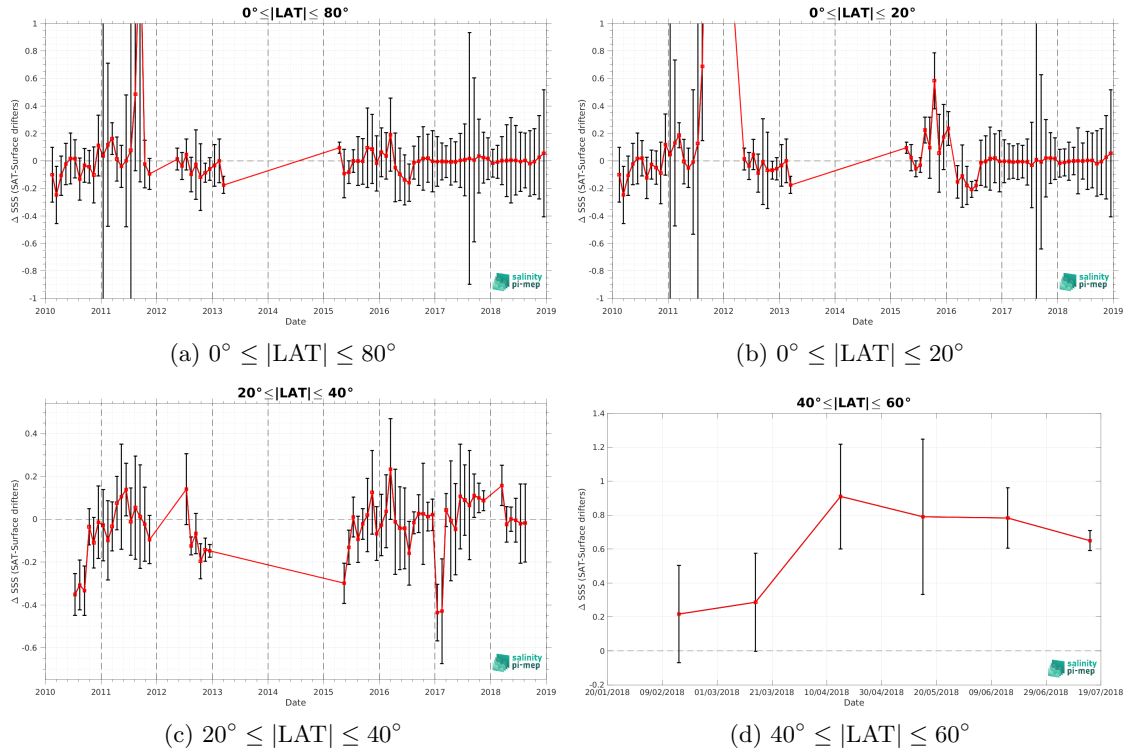 0°≤|LAT|≤ 80°
Δ SSS (SAT-Surface drifters)
1
0.8
0.6
0.4
0.2
0
-0.2
-0.4
-0.6
-0.8
-1
2010 2011 2012 2013 2014 2015 2016 2017 2018 2019
Date
salinity
pi-mep
(a) 0° ≤ |LAT| ≤ 80°
0°≤|LAT|≤ 20°
Δ SSS (SAT-Surface drifters)
1
0.8
0.6
0.4
0.2
0
-0.2
-0.4
-0.6
-0.8
-1
2010 2011 2012 2013 2014 2015 2016 2017 2018 2019
Date
salinity
pi-mep
(b) 0° ≤ |LAT| ≤ 20°
20°≤|LAT|≤ 40°
Δ SSS (SAT-Surface drifters)
0.4
0.2
0
-0.2
-0.4
-0.6
2010 2011 2012 2013 2014 2015 2016 2017 2018 2019
Date
salinity
pi-mep
(c) 20° ≤ |LAT| ≤ 40°
40°≤|LAT|≤ 60°
Δ SSS (SAT-Surface drifters)
1.4
1.2
1
0.8
0.6
0.4
0.2
0
-0.2
20/01/2018 09/02/2018 01/03/2018 21/03/2018 10/04/2018 30/04/2018 20/05/2018 09/06/2018 29/06/2018 19/07/2018
Date
salinity
pi-mep
(d) 40° ≤ |LAT| ≤ 60°